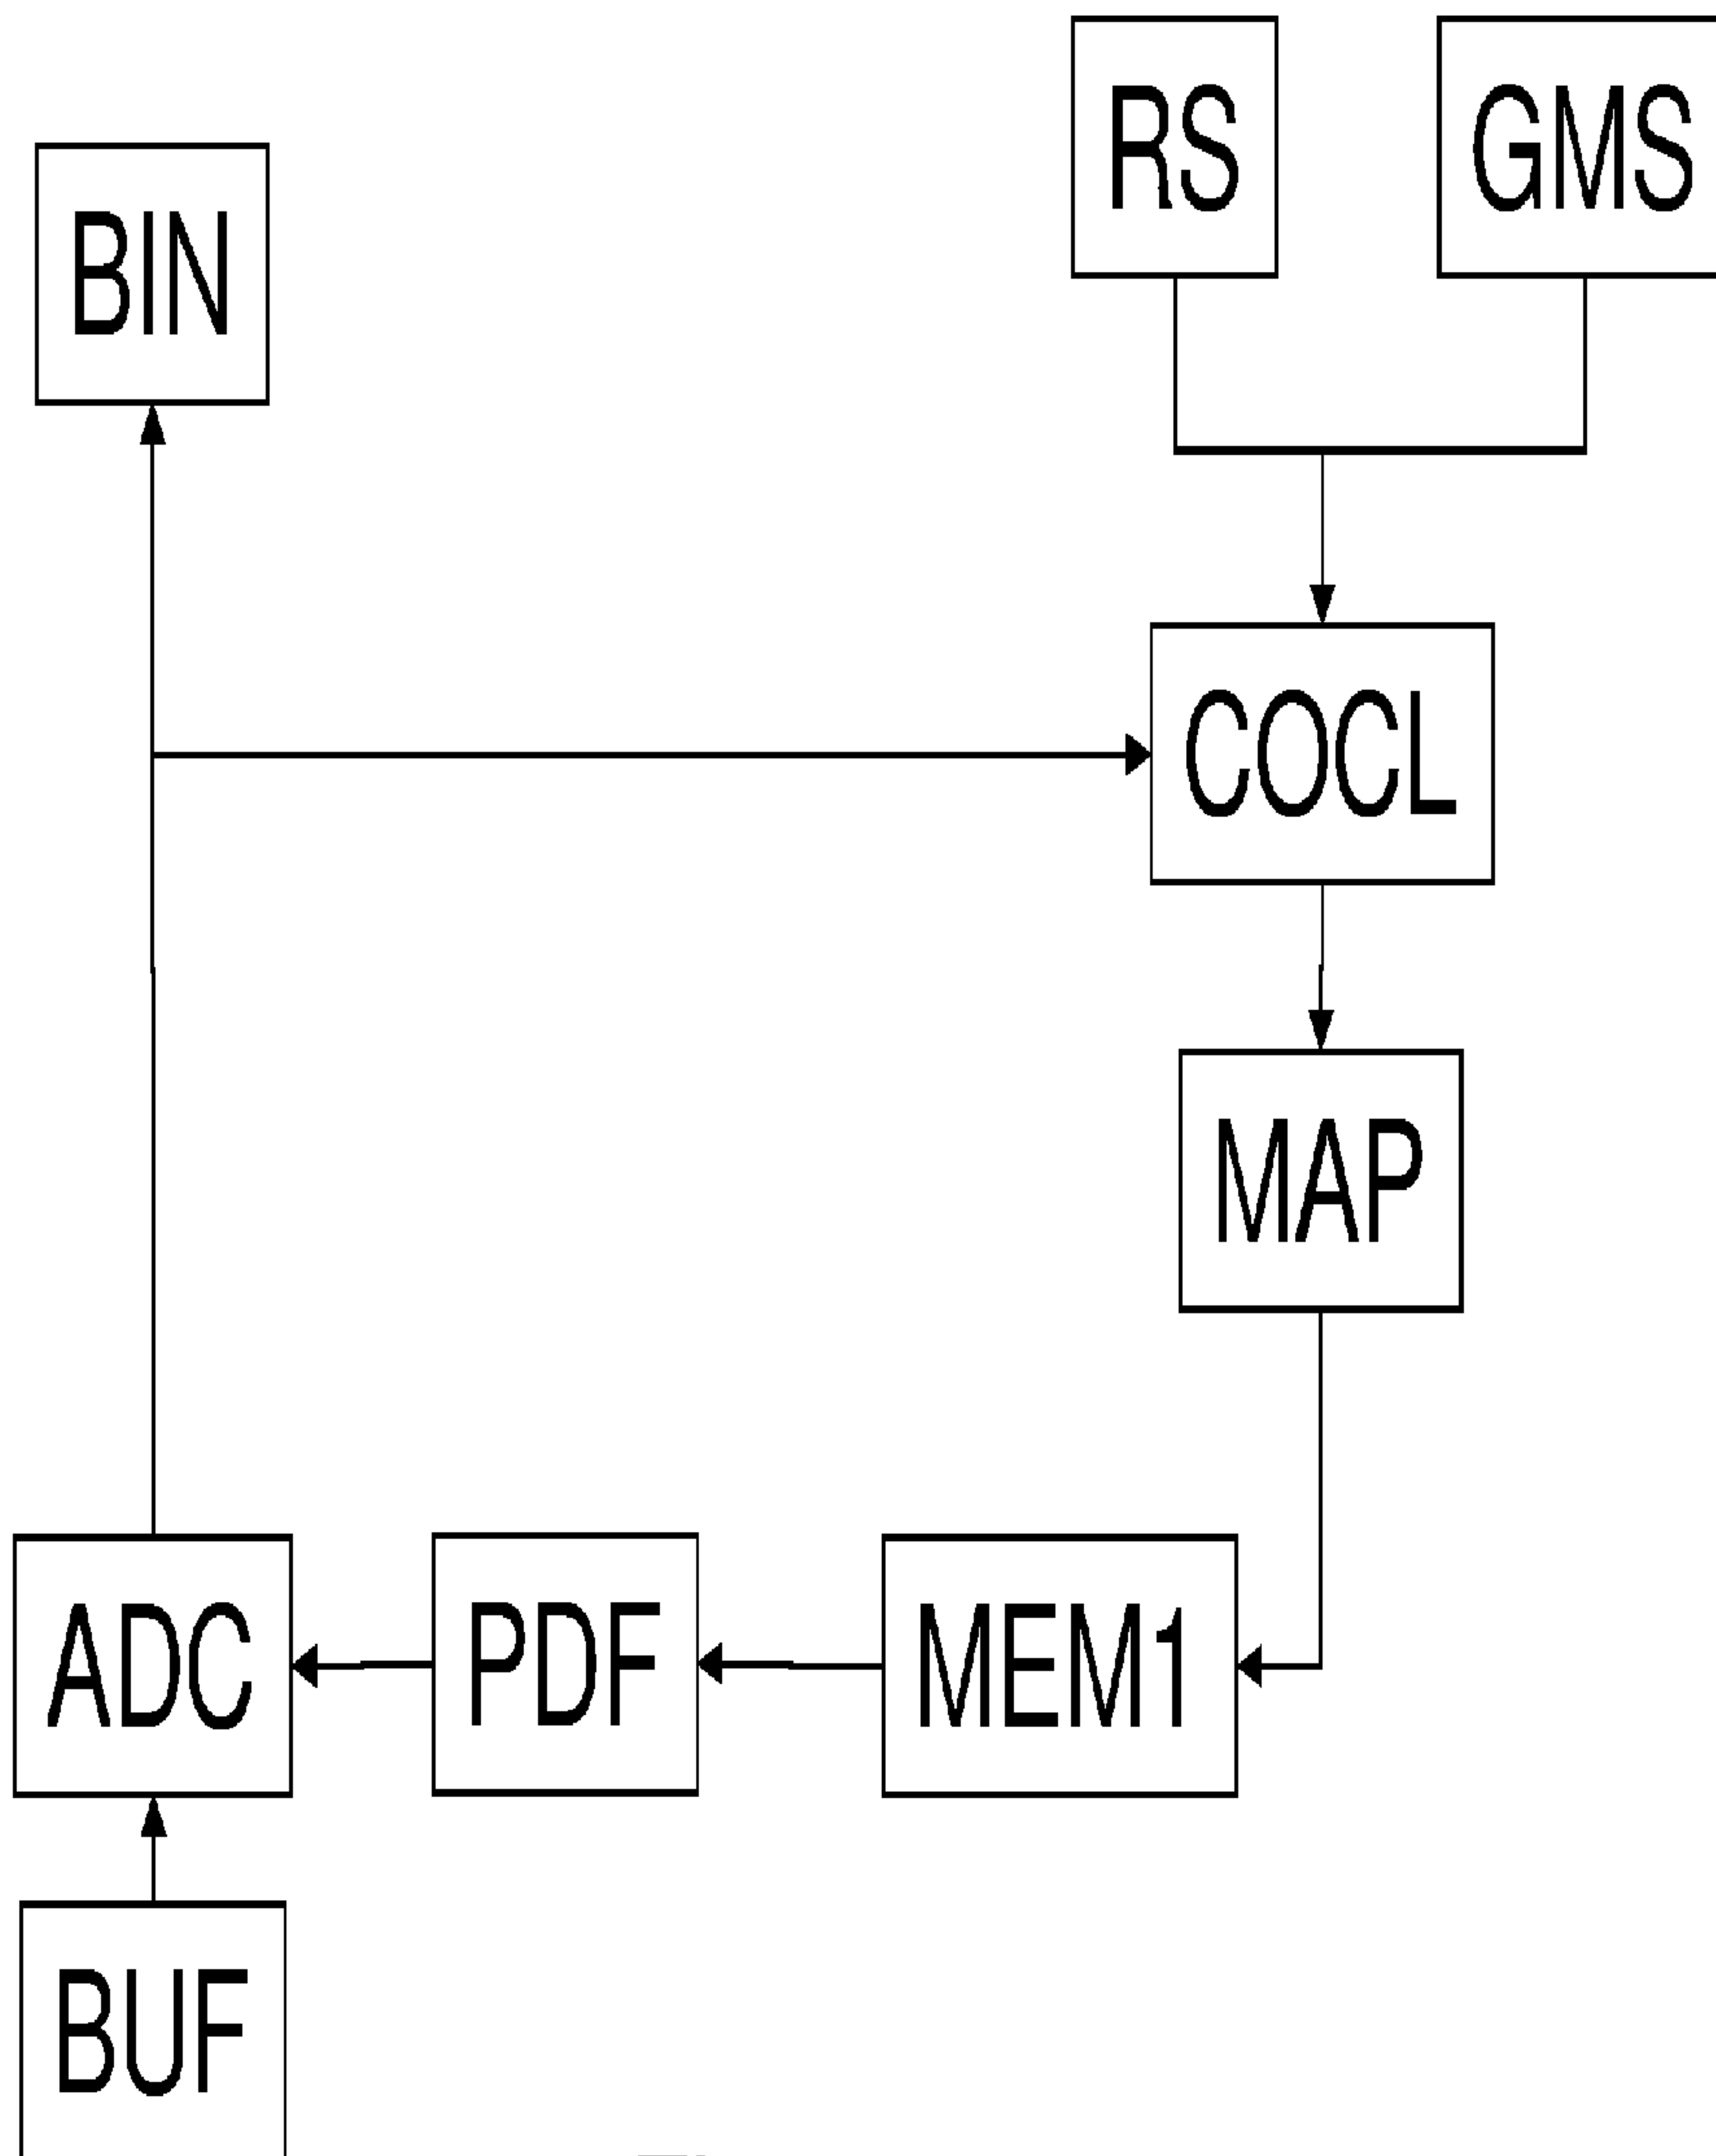 RS
GMS
BIN
COCL
MAP
ADC
PDF
MEM1
BUF